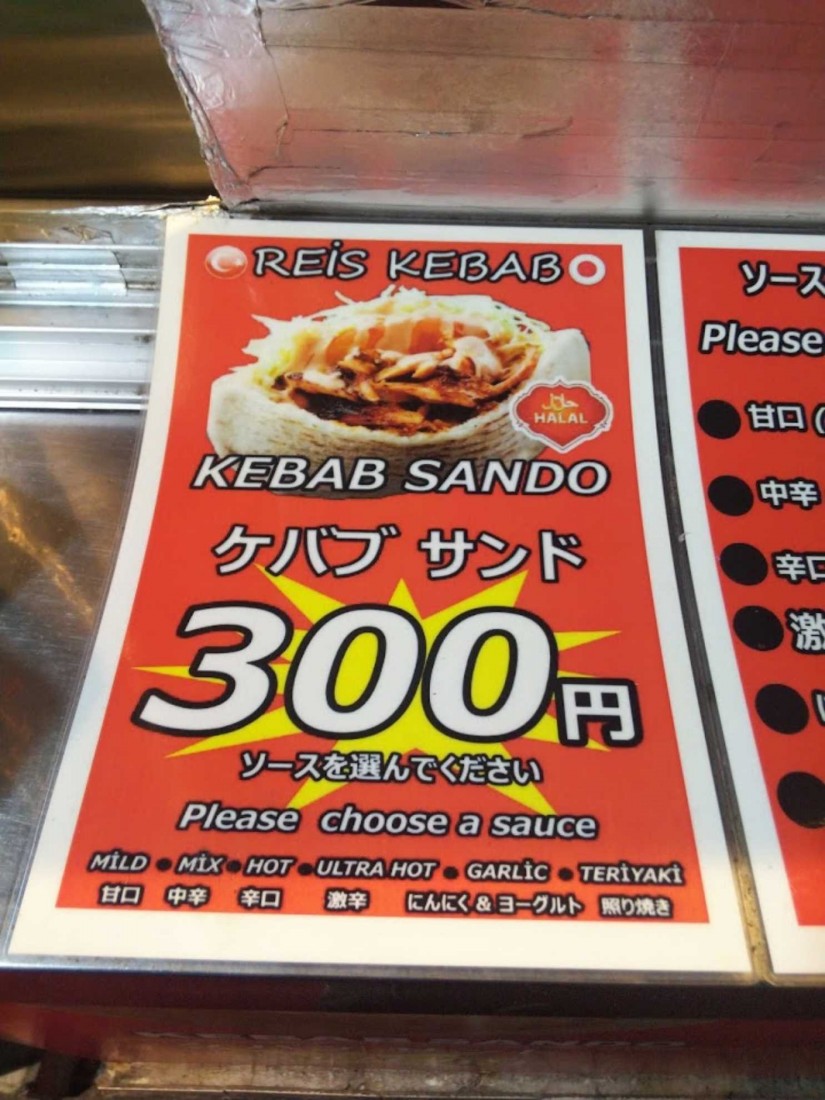 REİS KEBAB
حلال
HALAL
KEBAB SANDO
ケバブ サンド
300円
ソースを選んでください
Please choose a sauce
MİLD ● MİX ● HOT ● ULTRA HOT ● GARLİC ● TERİYAKİ
甘口 中辛 辛口 激辛 にんにく & ヨーグルト 照り焼き
ソース
Please
● 甘口 (
● 中辛
● 辛口
● 激